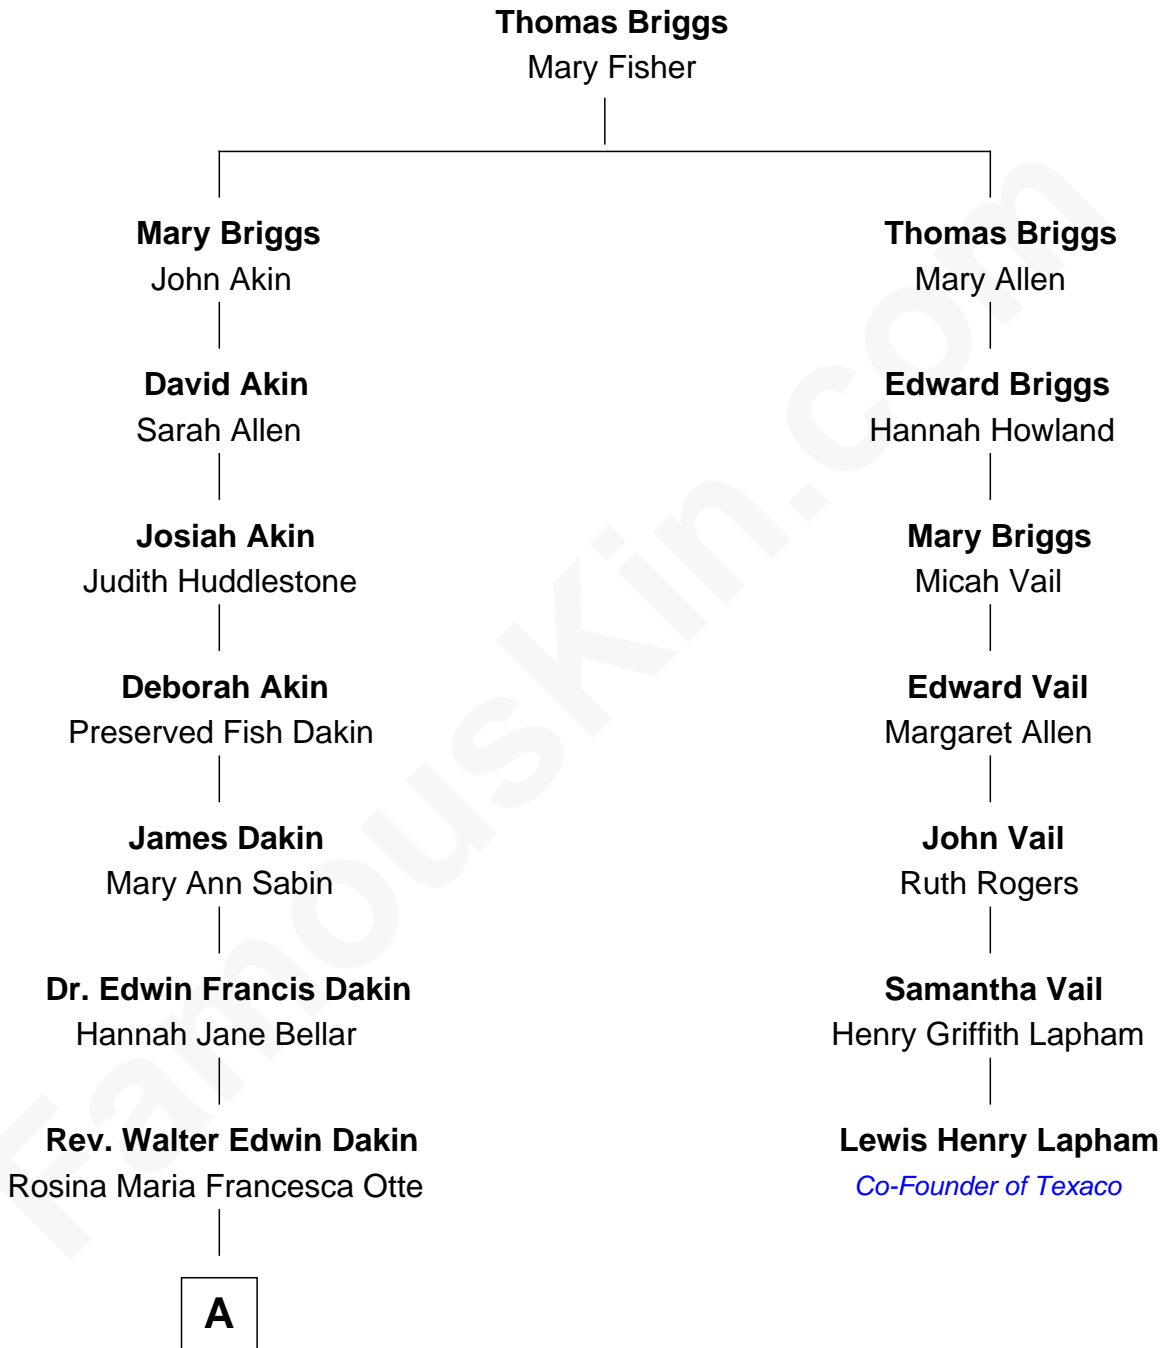 Thomas Briggs
Mary Fisher
Mary Briggs
John Akin
David Akin
Sarah Allen
Josiah Akin
Judith Huddlestone
Deborah Akin
Preserved Fish Dakin
James Dakin
Mary Ann Sabin
Dr. Edwin Francis Dakin
Hannah Jane Bellar
Rev. Walter Edwin Dakin
Rosina Maria Francesca Otte
A
Thomas Briggs
Mary Allen
Edward Briggs
Hannah Howland
Mary Briggs
Micah Vail
Edward Vail
Margaret Allen
John Vail
Ruth Rogers
Samantha Vail
Henry Griffith Lapham
Lewis Henry Lapham
Co-Founder of Texaco
FamousKin.com